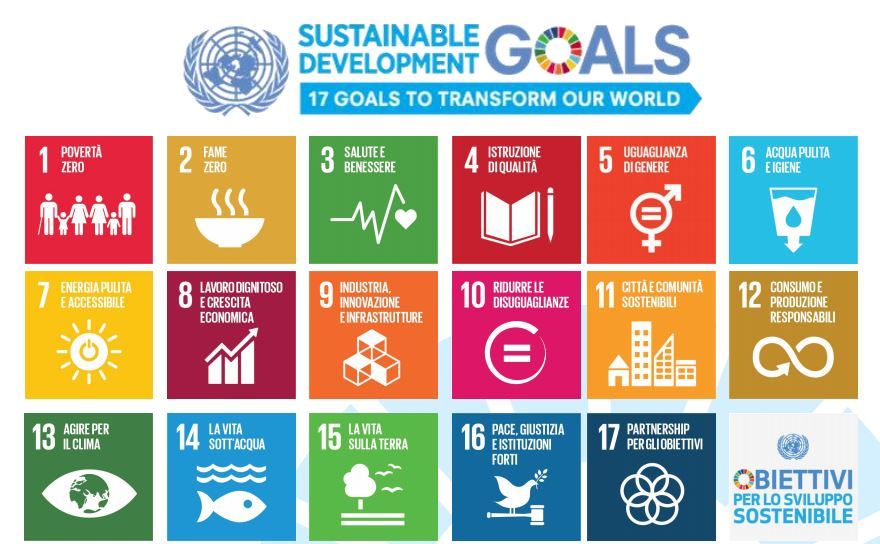 SUSTAINABLE
DEVELOPMENT
GOALS
17 GOALS TO TRANSFORM OUR WORLD
1 POVERTÀ
ZERO
2 FAME
ZERO
3 SALUTE E
BENESSERE
4 ISTRUZIONE
DI QUALITÀ
5 UGUAGLIANZA
DI GENERE
6 ACQUA PULITA
E IGIENE
7 ENERGIA PULITA
E ACCESSIBILE
8 LAVORO DIGNITOSO
E CRESCITA
ECONOMICA
9 INDUSTRIA,
INNOVAZIONE
E INFRASTRUTTURE
10 RIDURRE LE
DISUGUAGLIANZE
11 CITTÀ E COMUNITÀ
SOSTENIBILI
12 CONSUMO E
PRODUZIONE
RESPONSABILI
13 AGIRE PER
IL CLIMA
14 LA VITA
SOTT'ACQUA
15 LA VITA
SULLA TERRA
16 PACE, GIUSTIZIA
E ISTITUZIONI
FORTI
17 PARTNERSHIP
PER GLI OBIETTIVI
OBIETTIVI
PER LO SVILUPPO
SOSTENIBILE